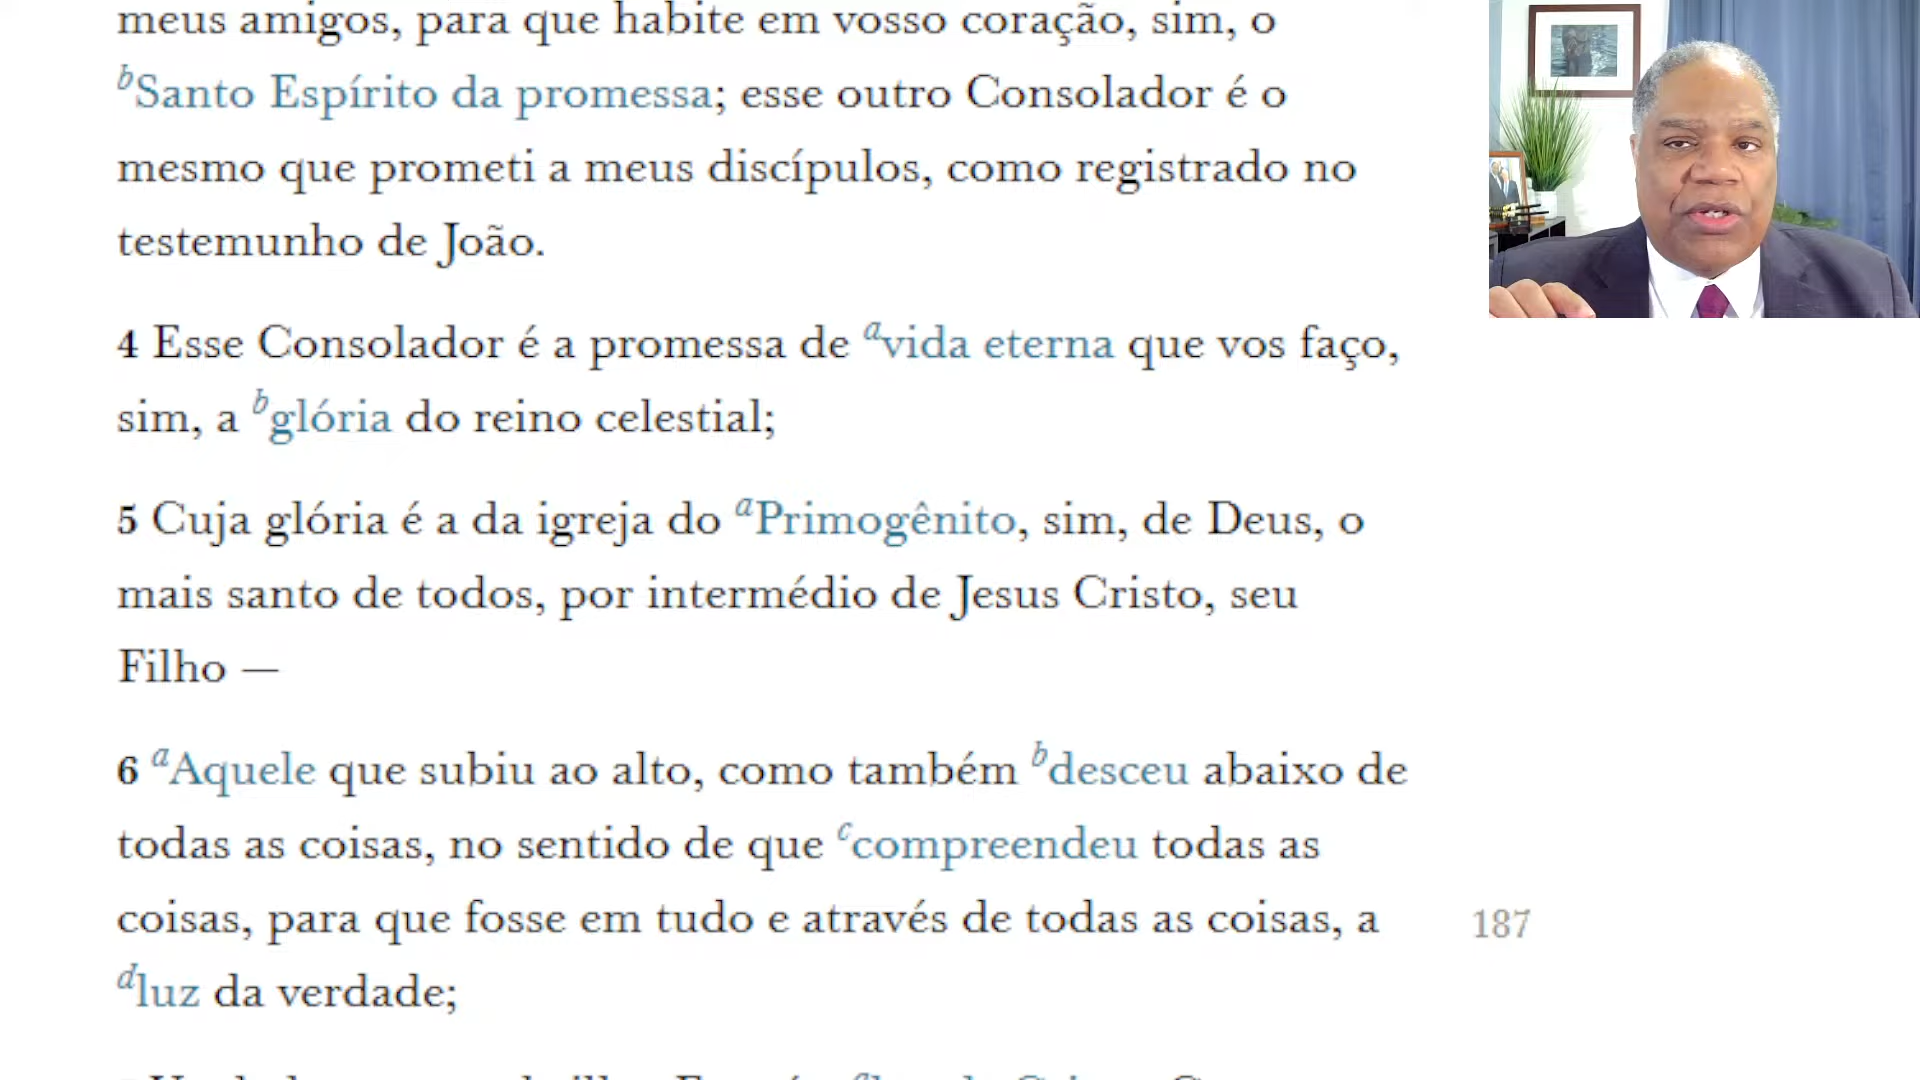 meus amigos, para que habite em vosso coração, sim, o
bSanto Espírito da promessa; esse outro Consolador é o
mesmo que prometi a meus discípulos, como registrado no
testemunho de João.
4 Esse Consolador é a promessa de avida eterna que vos faço,
sim, a bglória do reino celestial;
5 Cuja glória é a da igreja do aPrimogênito, sim, de Deus, o
mais santo de todos, por intermédio de Jesus Cristo, seu
Filho —
6 aAquele que subiu ao alto, como também bdesceu abaixo de
todas as coisas, no sentido de que ccompreendeu todas as
coisas, para que fosse em tudo e através de todas as coisas, a
187
dluz da verdade;